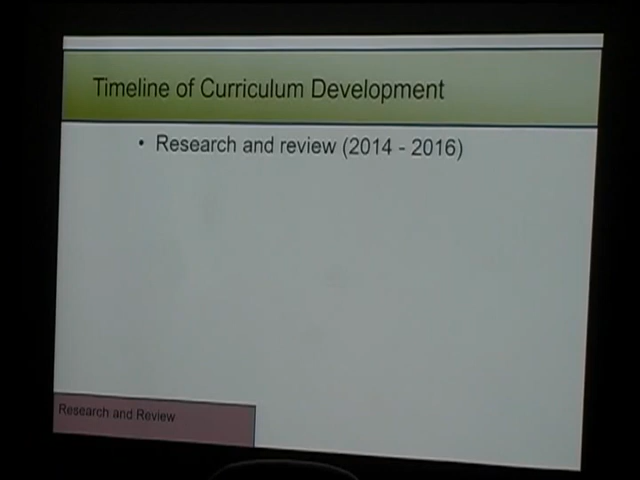 Timeline of Curriculum Development
• Research and review (2014 - 2016)
Research and Review